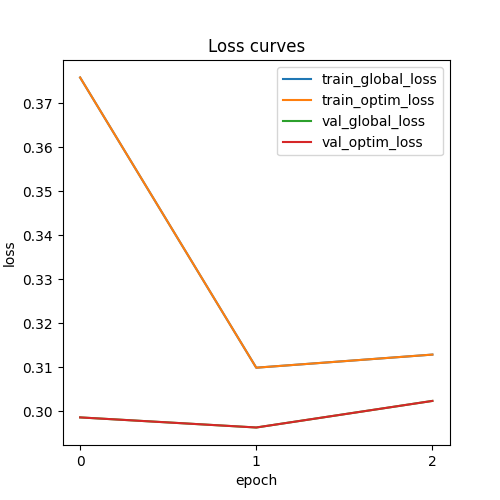 Loss curves
train_global_loss
train_optim_loss
val_global_loss
val_optim_loss
0.37
0.36
0.35
0.34
0.33
0.32
0.31
0.30
loss
0
1
2
epoch